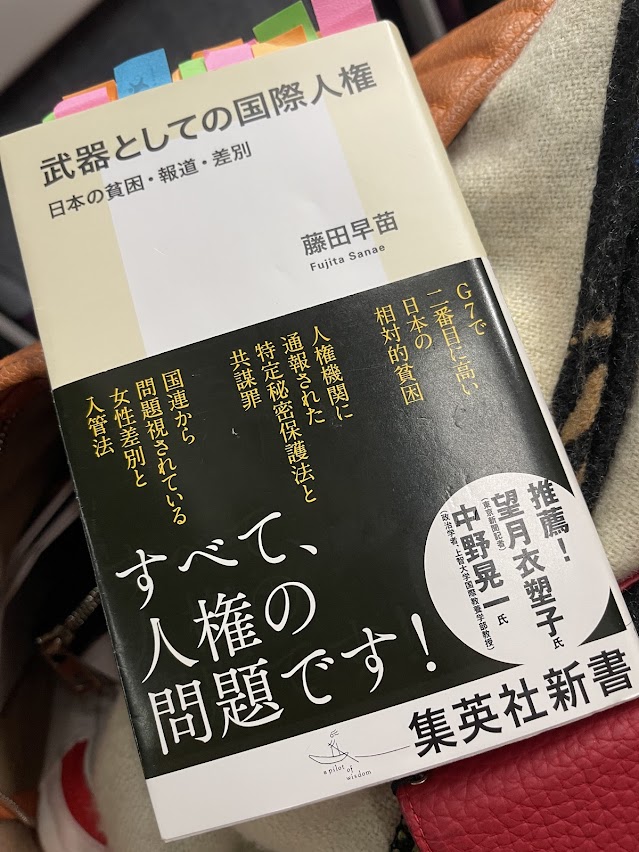 武器としての国際人権
日本の貧困・報道・差別
藤田早苗
Fujita Sanae
G7で
二番目に高い
日本の
相対的貧困
人権機関に
通報された
特定秘密保護法と
共謀罪
国連から
問題視されている
女性差別と
入管法
すべて、
人権の
問題です!
推薦!
望月衣塑子氏
(東京新聞記者)
中野晃一氏
(政治学者、上智大学国際教養学部教授)
a pilot of
wisdom
集英社新書